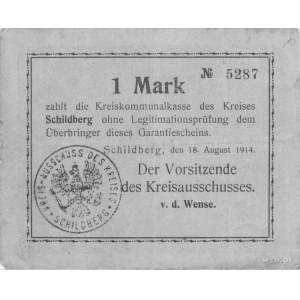 № 5287
1 Mark
zahlt die Kreiskommunalkasse des Kreises
Schildberg ohne Legitimationsprüfung dem
Überbringer dieses Garantiescheins.
Schildberg, den 18. August 1914.
Der Vorsitzende
des Kreisausschusses.
v. d. Wense.
KREIS-AUSSCHUSS DES KREISES
SCHILDBERG